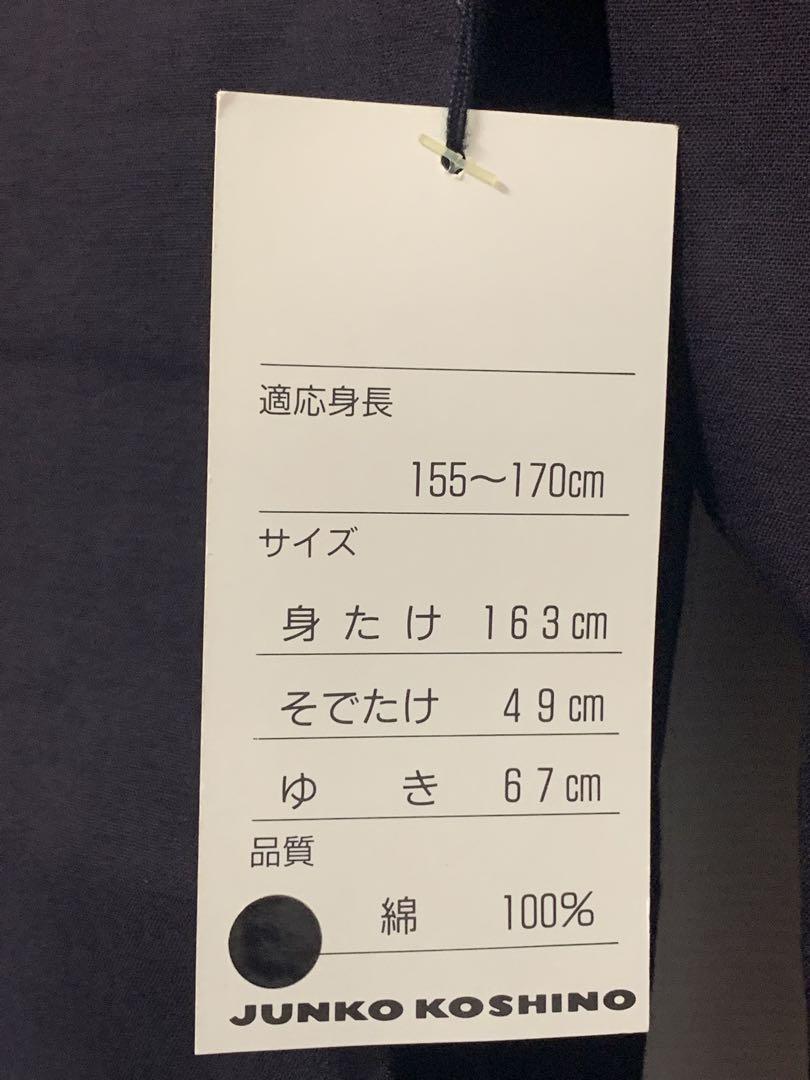 適応身長
155〜170cm
サイズ
身たけ 163cm
そでたけ 49cm
ゆき 67cm
品質
綿 100%
JUNKO KOSHINO